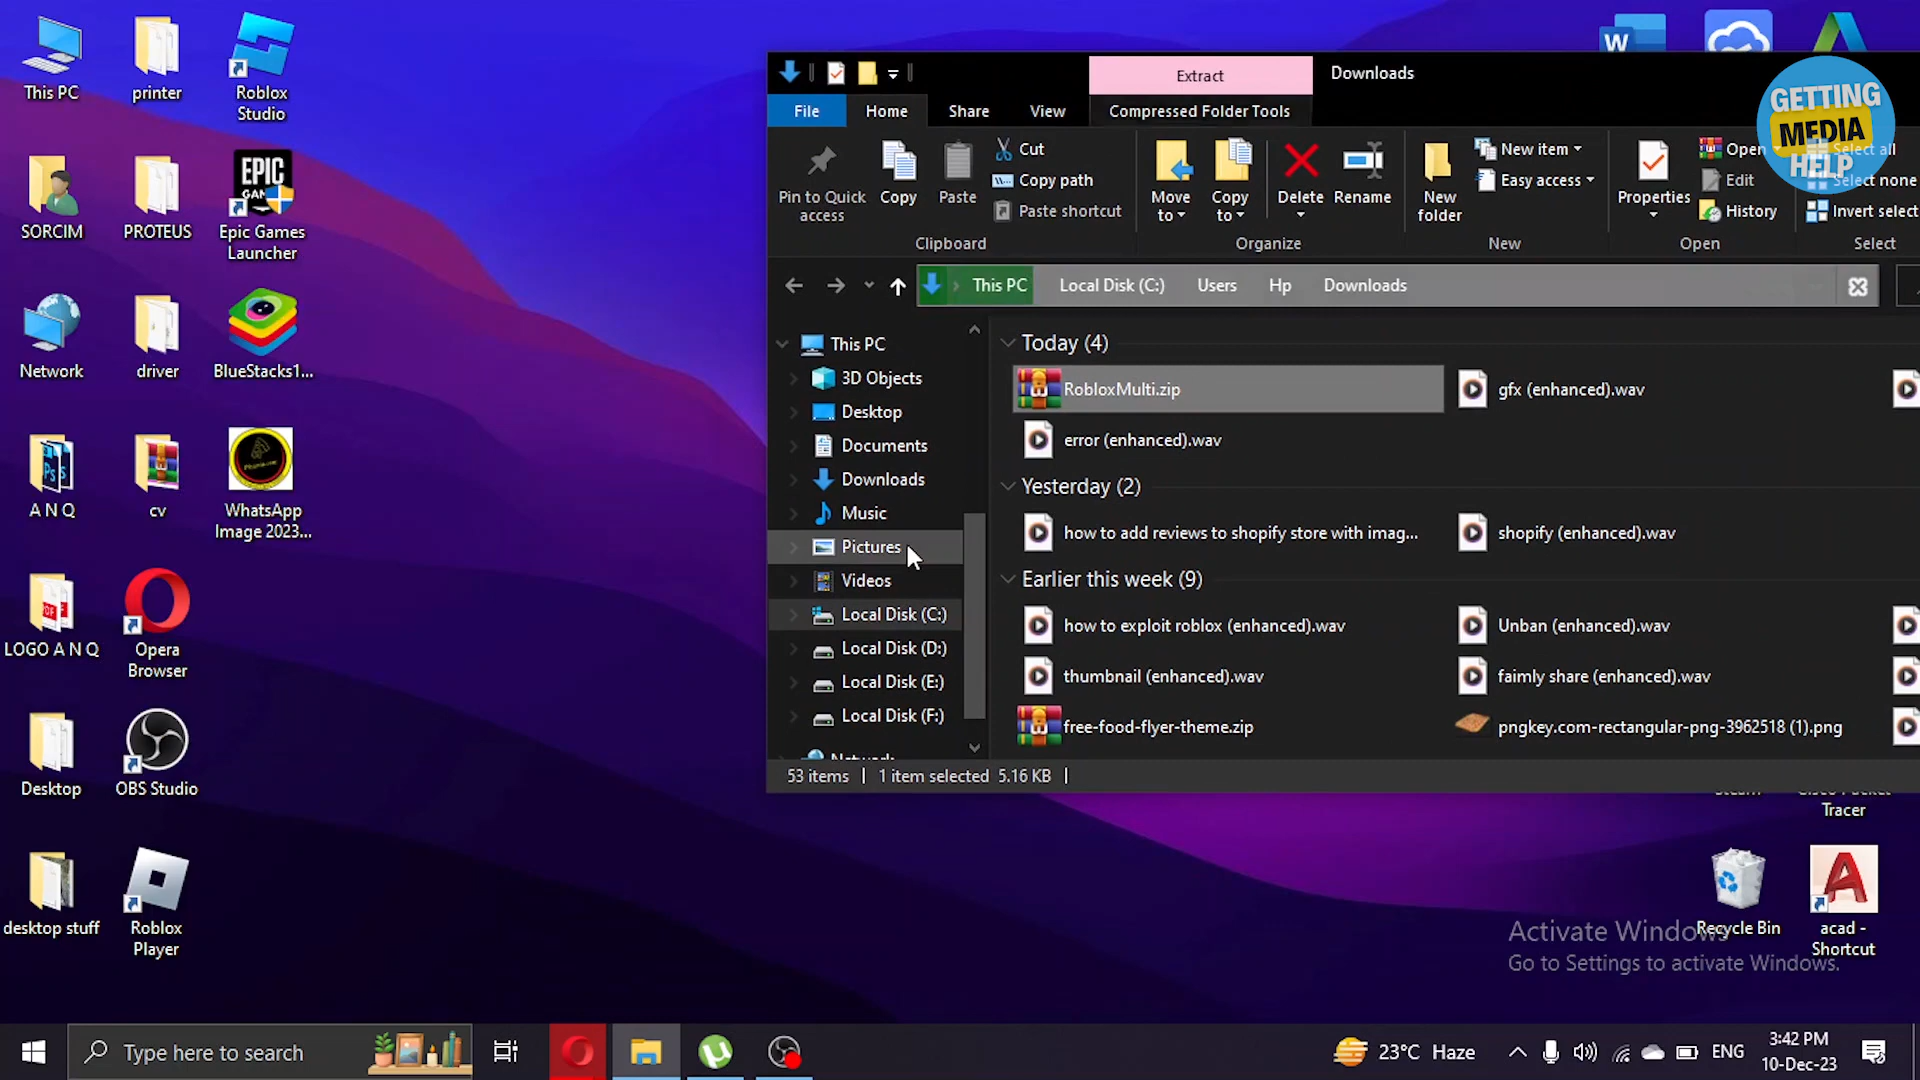 This PC
printer
Roblox
Studio
SORCIM
PROTEUS
EPIC
Epic Games
Launcher
Network
driver
BlueStacks1...
A N Q
cv
WhatsApp
Image 2023...
LOGO A N Q
Opera
Browser
Desktop
OBS Studio
desktop stuff
Roblox
Player
W
GETTING
MEDIA
HELP
Extract
Downloads
File
Home
Share
View
Compressed Folder Tools
Pin to Quick
access
Copy
Paste
Cut
Copy path
Paste shortcut
Clipboard
Move
to
Copy
to
Delete
Rename
Organize
New
folder
New item
Easy access
New
Properties
Open
Edit
History
Open
Select all
Select none
Invert select
Select
This PC
Local Disk (C:)
Users
Hp
Downloads
This PC
3D Objects
Desktop
Documents
Downloads
Music
Pictures
Videos
Local Disk (C:)
Local Disk (D:)
Local Disk (E:)
Local Disk (F:)
Network
Today (4)
RobloxMulti.zip
gfx (enhanced).wav
error (enhanced).wav
Yesterday (2)
how to add reviews to shopify store with imag...
shopify (enhanced).wav
Earlier this week (9)
how to exploit roblox (enhanced).wav
Unban (enhanced).wav
thumbnail (enhanced).wav
faimly share (enhanced).wav
free-food-flyer-theme.zip
pngkey.com-rectangular-png-3962518 (1).png
53 items
1 item selected 5.16 KB
Steam
Cisco Packet
Tracer
Recycle Bin
acad -
Shortcut
Activate Windows
Go to Settings to activate Windows.
Type here to search
23°C Haze
ENG
3:42 PM
10-Dec-23